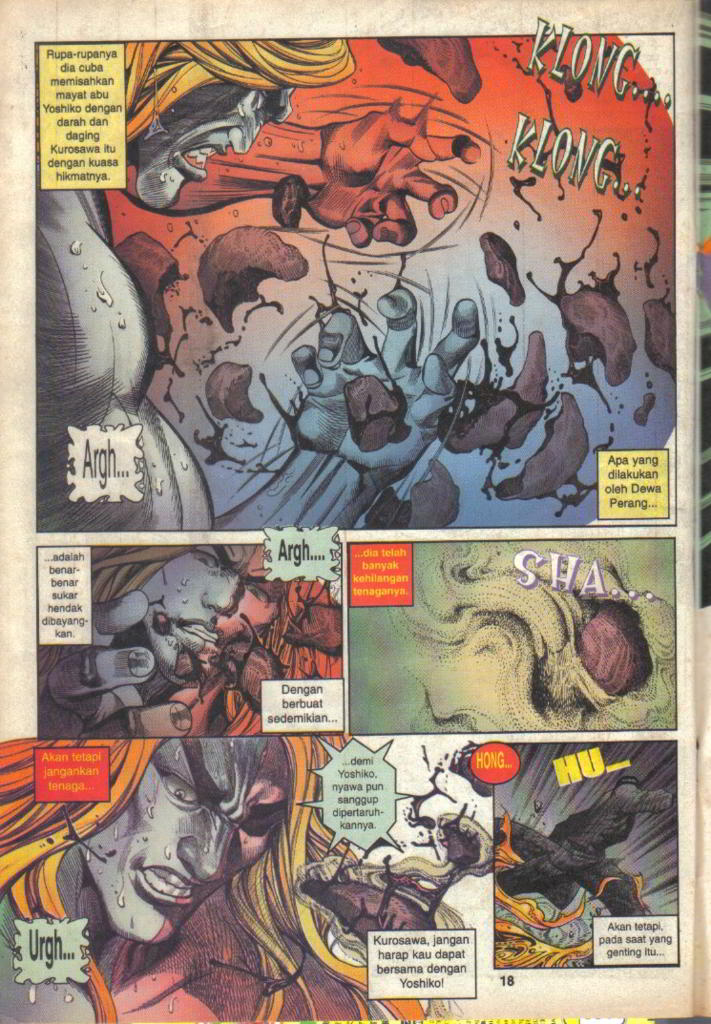 Rupa-rupanya
dia cuba
memisahkan
mayat abu
Yoshiko dengan
darah dan
daging
Kurosawa itu
dengan kuasa
hikmatnya.
KLONG....
KLONG...
Argh...
Apa yang
dilakukan
oleh Dewa
Perang...
...adalah
benar-
benar
sukar
hendak
dibayang-
kan.
Argh....
Dengan
berbuat
sedemikian...
...dia telah
banyak
kehilangan
tenaganya.
SHA...
Akan tetapi
jangankan
tenaga...
...demi
Yoshiko,
nyawa pun
sanggup
dipertaruh-
kannya.
Urgh...
Kurosawa, jangan
harap kau dapat
bersama dengan
Yoshiko!
HONG...
HU...
Akan tetapi,
pada saat yang
genting itu...
18